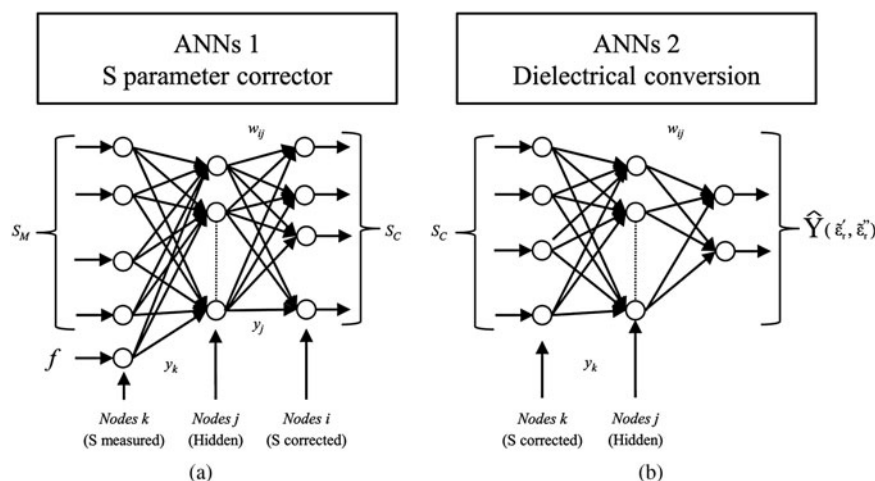 ANNs 1
S parameter corrector
w_ij
S_M
S_C
f
y_k
y_j
Nodes k
(S measured)
Nodes j
(Hidden)
Nodes i
(S corrected)
(a)
ANNs 2
Dielectrical conversion
w_ij
S_C
Ŷ(ε̃′_r, ε̃″_r)
y_k
Nodes k
(S corrected)
Nodes j
(Hidden)
(b)